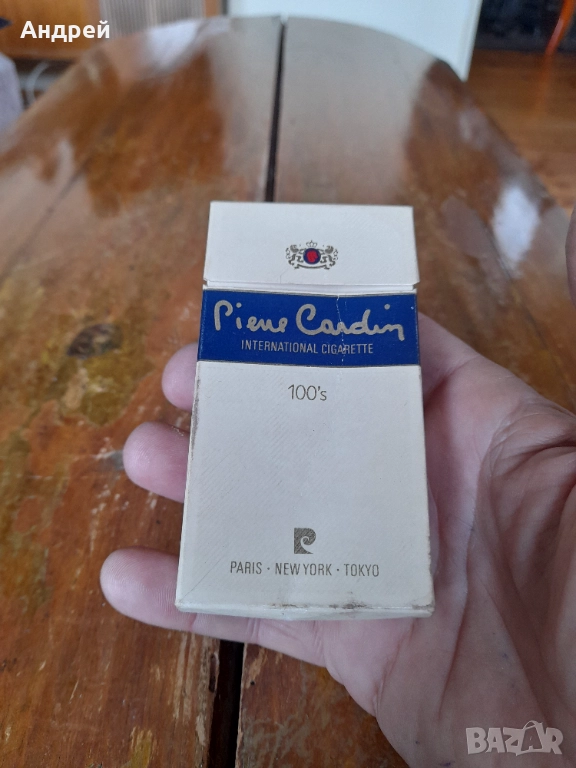 Андрей
Pierre Cardin
INTERNATIONAL CIGARETTE
100's
PARIS · NEW YORK · TOKYO
BAZAR